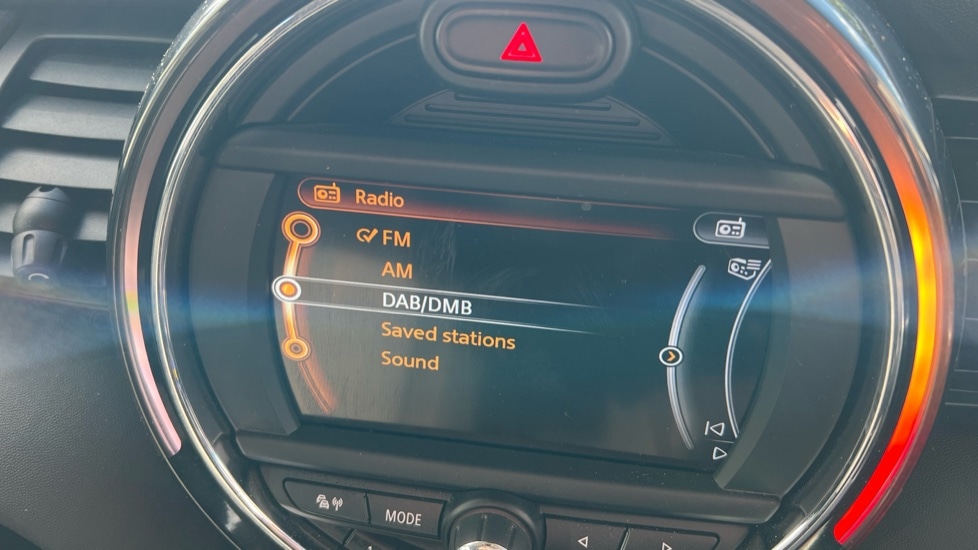 Radio
FM
AM
DAB/DMB
Saved stations
Sound
MODE